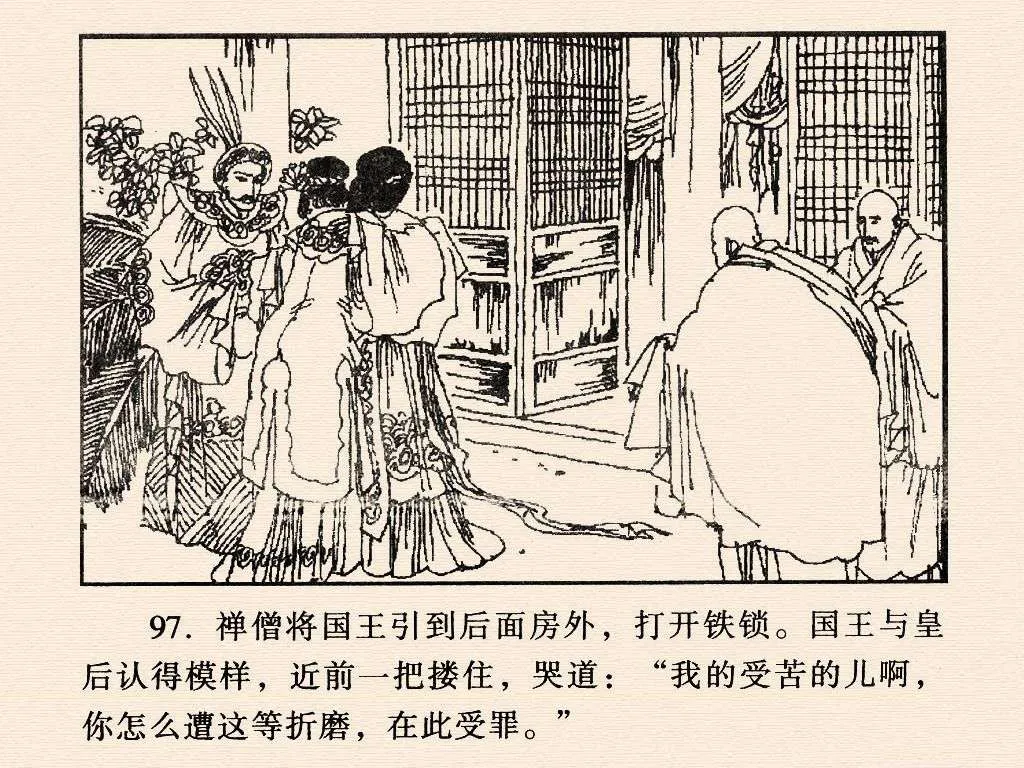 97. 禅僧将国王引到后面房外，打开铁锁。国王与皇
后认得模样，近前一把搂住，哭道：“我的受苦的儿啊，
你怎么遭这等折磨，在此受罪。”